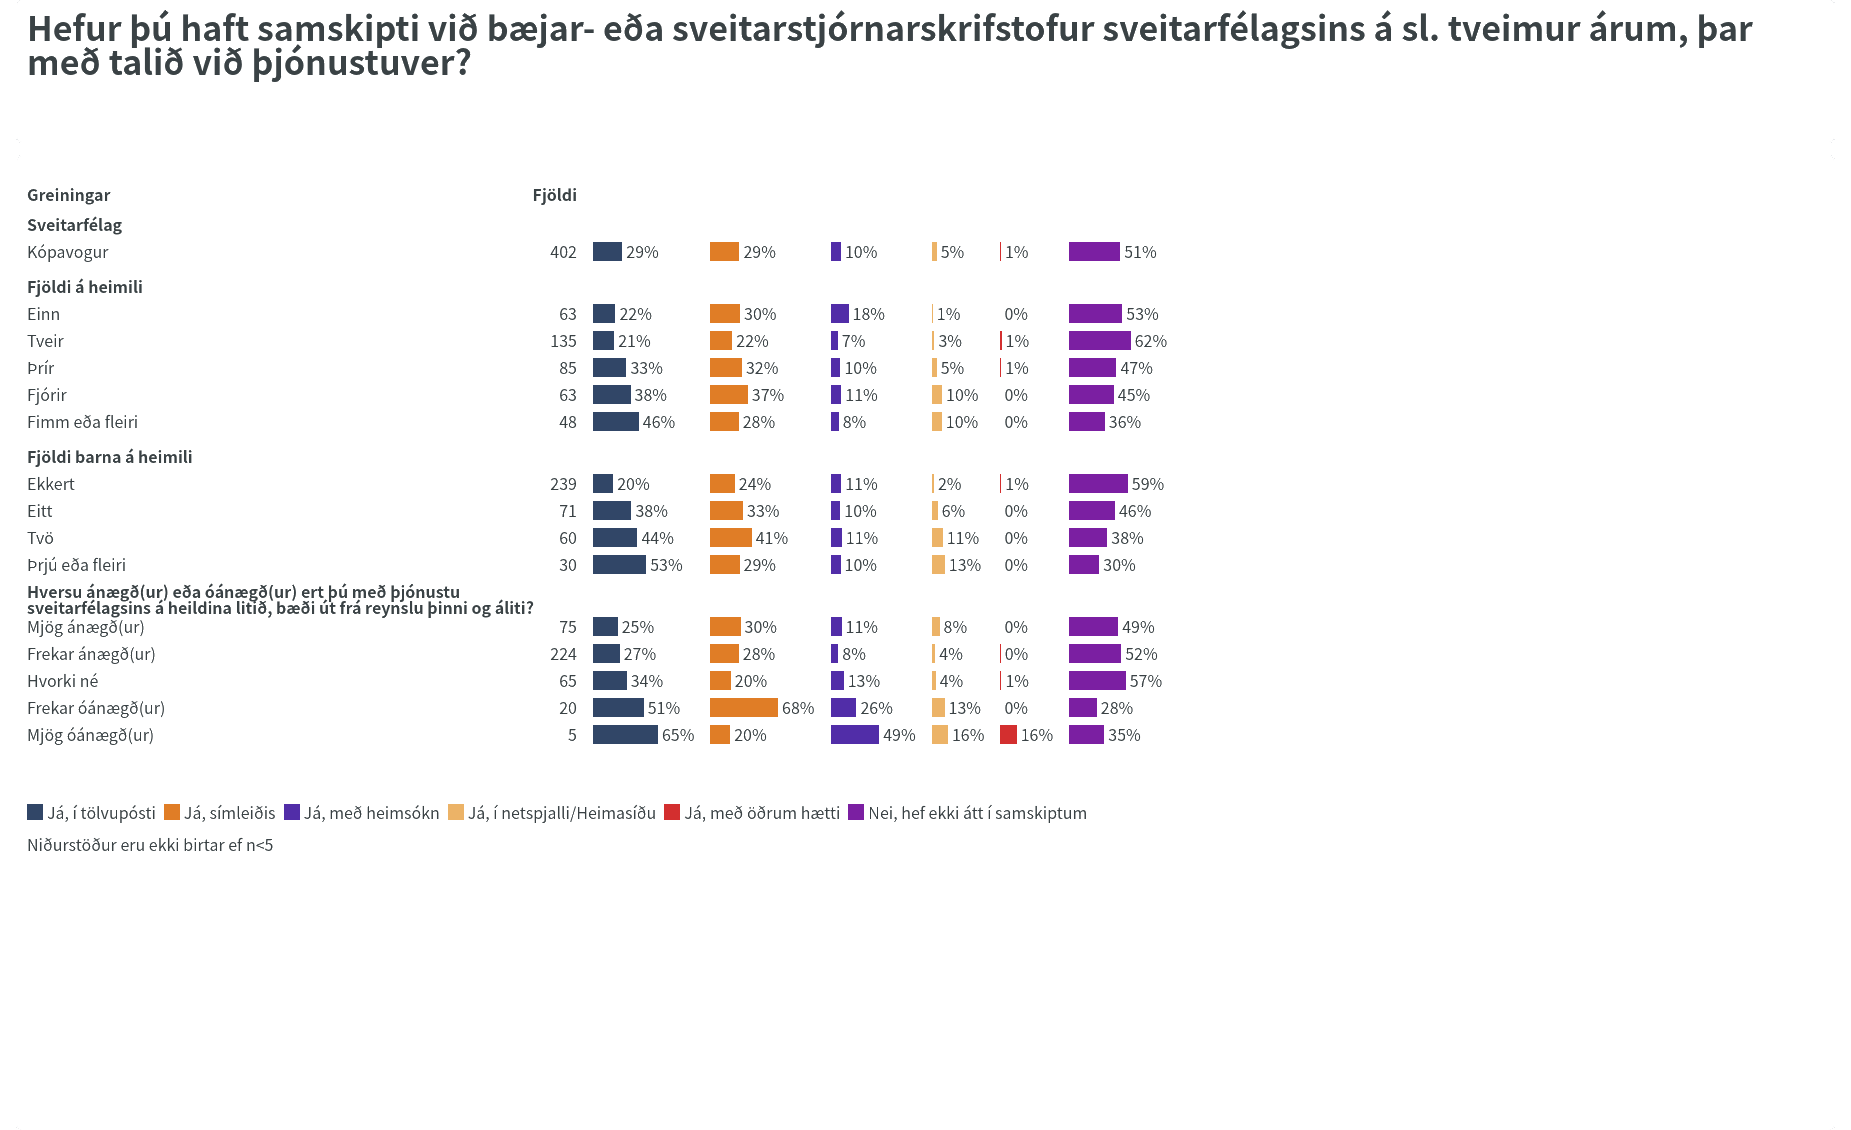 Hefur þú haft samskipti við bæjar- eða sveitarstjórnarskrifstofur sveitarfélagsins á sl. tveimur árum, þar
með talið við þjónustuver?
Greiningar Fjöldi
Sveitarfélag
Kópavogur 402 29% 29% 10% 5% 1% 51%
Fjöldi á heimili
Einn 63 22% 30% 18% 1% 0% 53%
Tveir 135 21% 22% 7% 3% 1% 62%
Þrír 85 33% 32% 10% 5% 1% 47%
Fjórir 63 38% 37% 11% 10% 0% 45%
Fimm eða fleiri 48 46% 28% 8% 10% 0% 36%
Fjöldi barna á heimili
Ekkert 239 20% 24% 11% 2% 1% 59%
Eitt 71 38% 33% 10% 6% 0% 46%
Tvö 60 44% 41% 11% 11% 0% 38%
Þrjú eða fleiri 30 53% 29% 10% 13% 0% 30%
Hversu ánægð(ur) eða óánægð(ur) ert þú með þjónustu
sveitarfélagsins á heildina litið, bæði út frá reynslu þinni og áliti?
Mjög ánægð(ur) 75 25% 30% 11% 8% 0% 49%
Frekar ánægð(ur) 224 27% 28% 8% 4% 0% 52%
Hvorki né 65 34% 20% 13% 4% 1% 57%
Frekar óánægð(ur) 20 51% 68% 26% 13% 0% 28%
Mjög óánægð(ur) 5 65% 20% 49% 16% 16% 35%
Já, í tölvupósti Já, símleiðis Já, með heimsókn Já, í netspjalli/Heimasíðu Já, með öðrum hætti Nei, hef ekki átt í samskiptum
Niðurstöður eru ekki birtar ef n<5